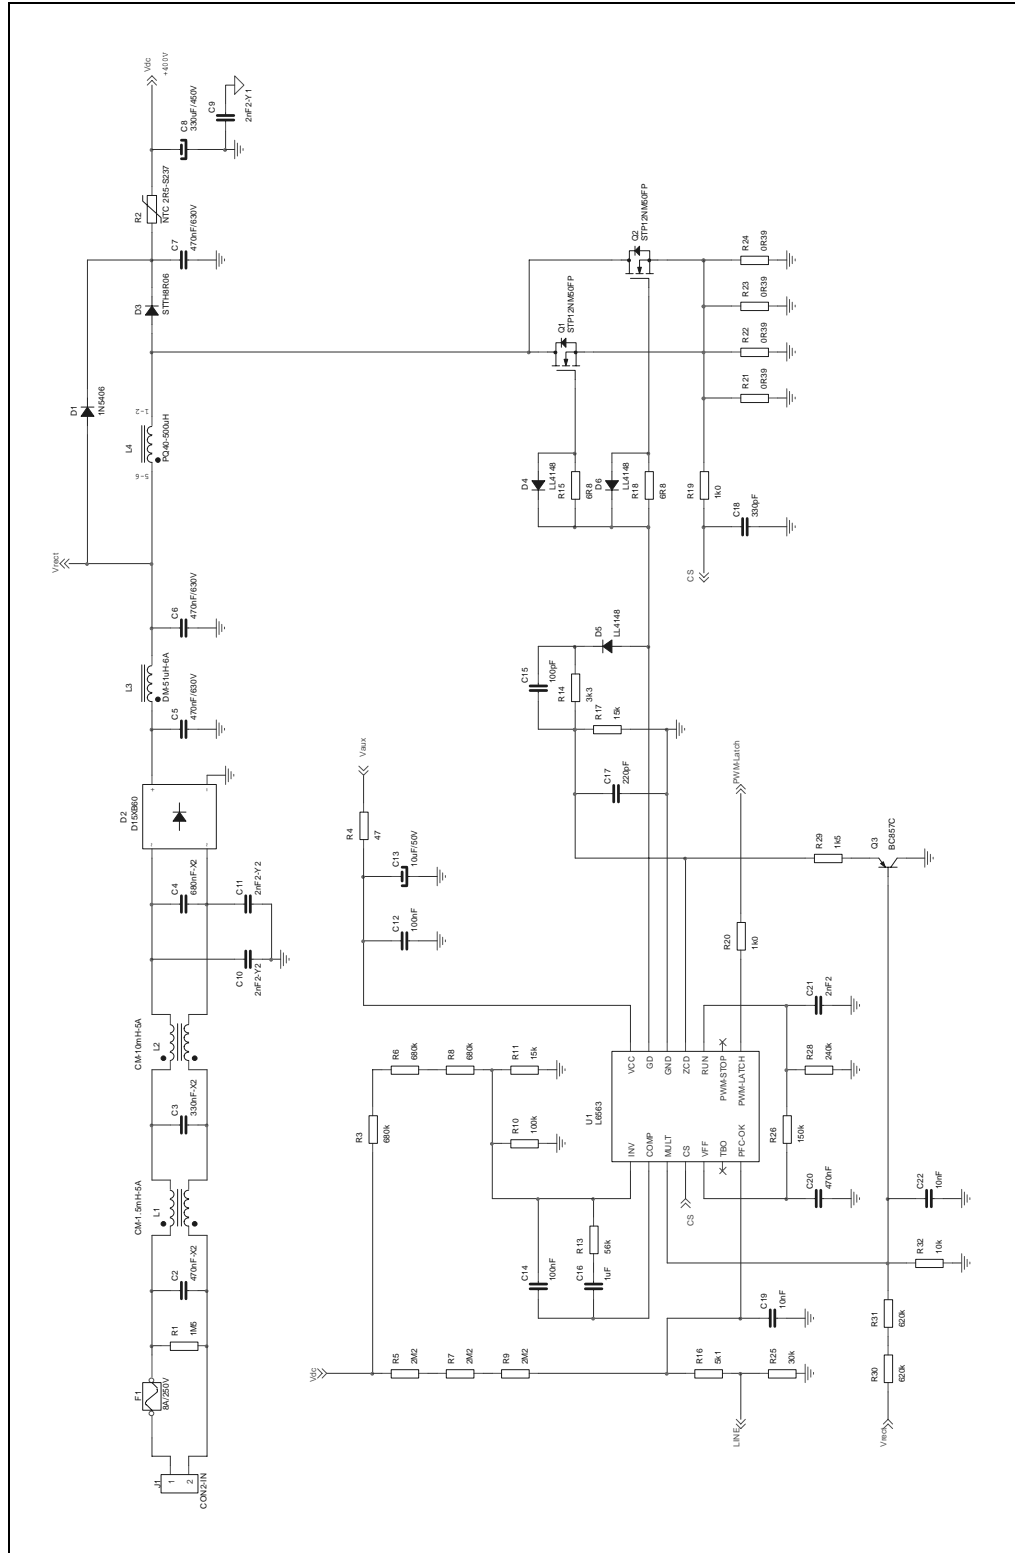 J1
CON2-IN
1
2
F1
8A/250V
R1
1M5
C2
470nF-X2
CM-1.5mH-5A
L1
C3
330nF-X2
CM-10mH-5A
L2
C10
2nF2-Y2
C11
2nF2-Y2
C4
680nF-X2
D2
D15XB60
C5
470nF/630V
L3
DM-51uH-6A
C6
470nF/630V
Vrect
L4
PQ40-500uH
5-6
1-2
D1
1N5406
D3
STTH8R06
C7
470nF/630V
R2
NTC 2R5-S237
C8
330uF/450V
C9
2nF2-Y1
Vdc
+400V
Vdc
R3
680k
R6
680k
R8
680k
R11
15k
R10
100k
R4
47
Vaux
C12
100nF
C13
10uF/50V
R5
2M2
R7
2M2
R9
2M2
C14
100nF
C16
1uF
R13
56k
U1
L6563
INV
COMP
MULT
CS
VFF
TBO
PFC-OK
VCC
GD
GND
ZCD
RUN
PWM-STOP
PWM-LATCH
CS
C15
100pF
R14
3k3
D5
LL4148
R17
15k
C17
220pF
D4
LL4148
R15
6R8
D6
LL4148
R18
6R8
Q1
STP12NM50FP
Q2
STP12NM50FP
R19
1k0
C18
330pF
CS
R21
0R39
R22
0R39
R23
0R39
R24
0R39
R16
5k1
R25
30k
LINE
C19
10nF
C20
470nF
R26
150k
R28
240k
C21
2nF2
R20
1k0
PWM-Latch
R29
1k5
Q3
BC857C
Vrect
R30
620k
R31
620k
R32
10k
C22
10nF